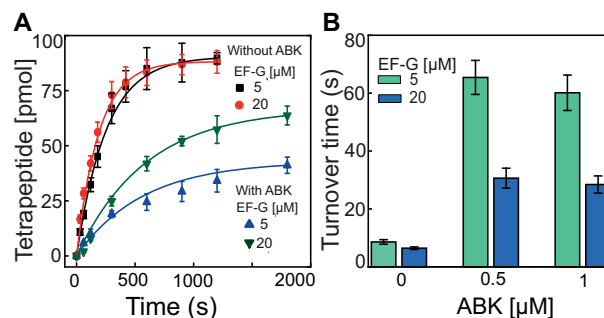 A
Tetrapeptide [pmol]
100
75
50
25
0
Without ABK
EF-G [µM]
5
20
With ABK
EF-G [µM]
5
20
0
500
1000
2000
Time (s)
B
Turnover time (s)
80
60
40
20
0
EF-G [µM]
5
20
0
0.5
1
ABK [µM]